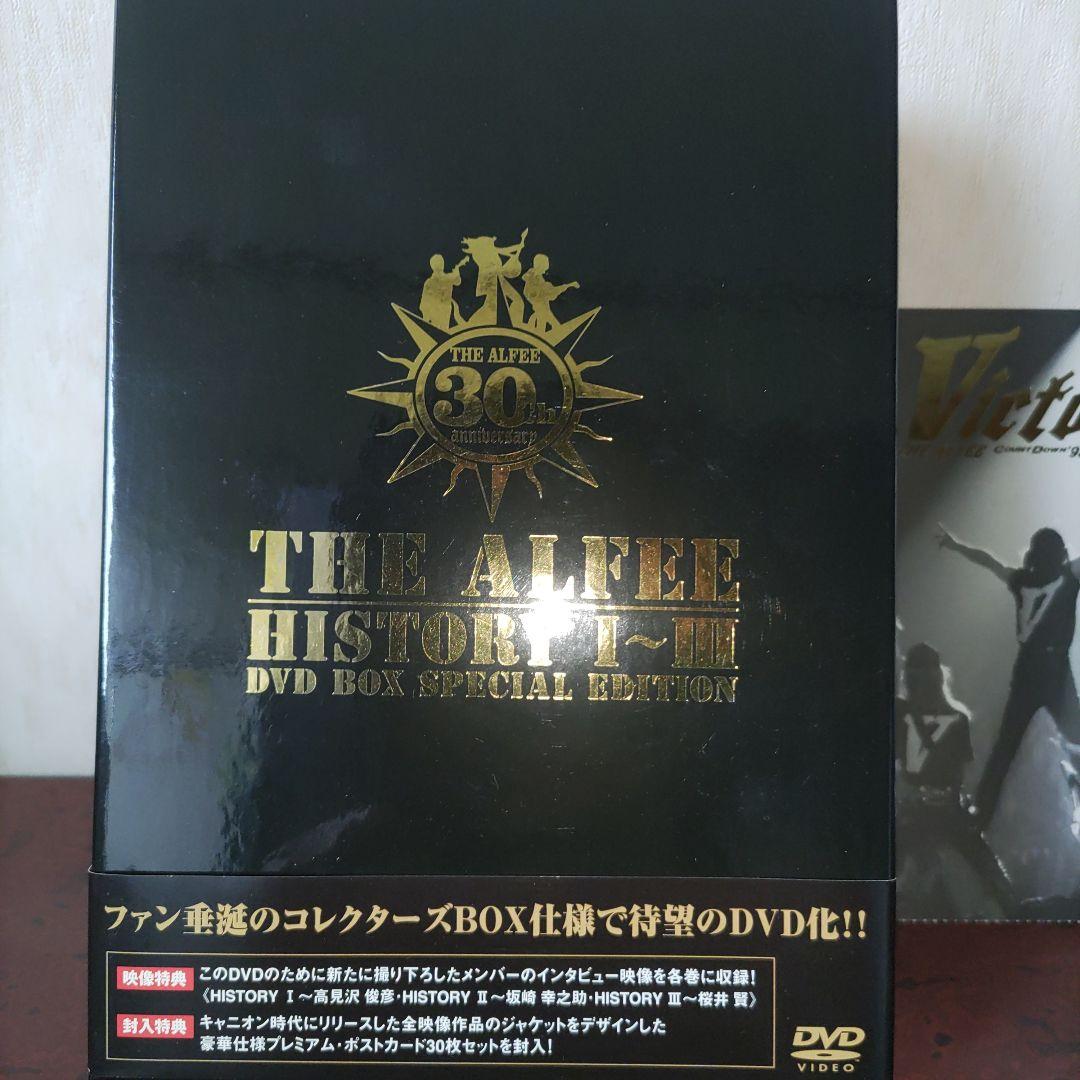 THE ALFEE
30th
anniversary
THE ALFEE
HISTORY I~III
DVD BOX SPECIAL EDITION
ファン垂涎のコレクターズBOX仕様で待望のDVD化!!
映像特典 このDVDのために新たに撮り下ろしたメンバーのインタビュー映像を各巻に収録!
《HISTORY Ⅰ～高見沢 俊彦・HISTORY Ⅱ～坂崎 幸之助・HISTORY Ⅲ～桜井 賢》
封入特典 キャニオン時代にリリースした全映像作品のジャケットをデザインした
豪華仕様プレミアム・ポストカード30枚セットを封入!
DVD
VIDEO
Victo
THE ALFEE COUNT DOWN'9